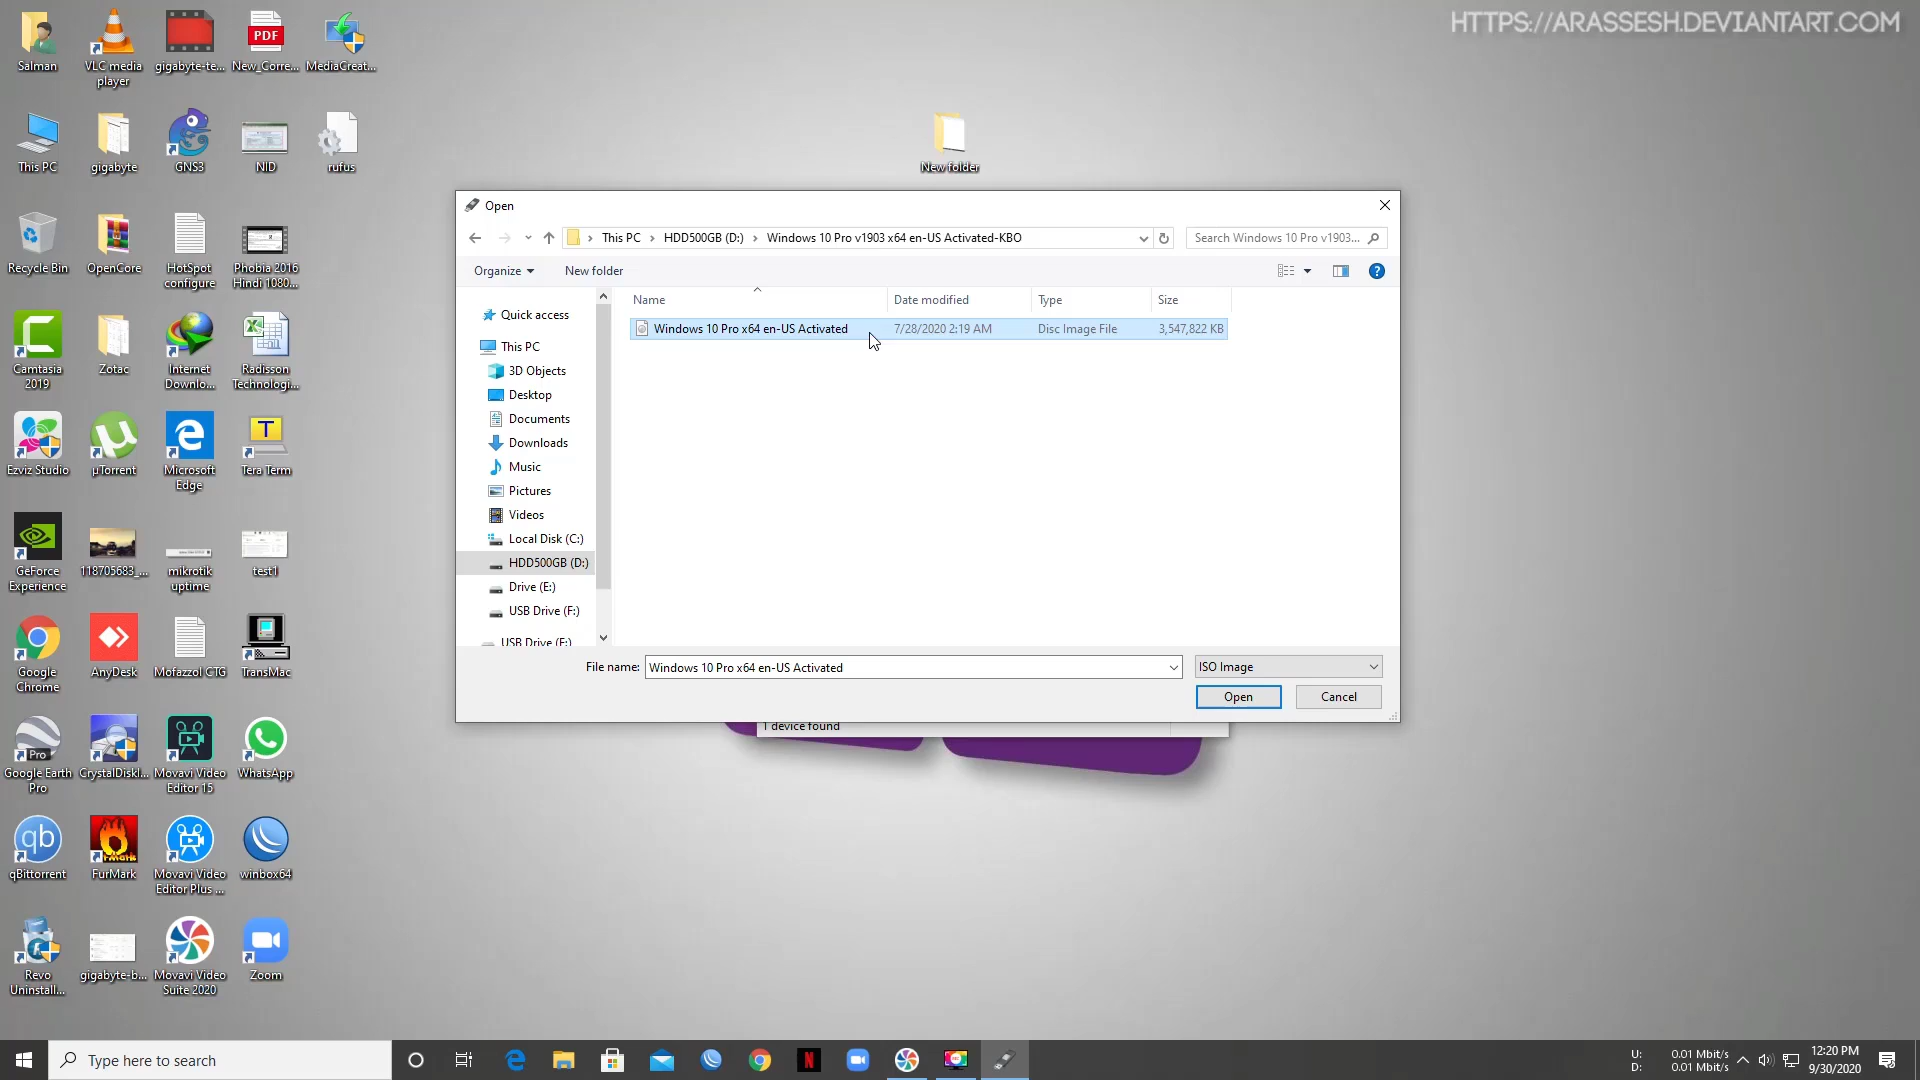 HTTPS://ARASSESH.DEVIANTART.COM
Salman
VLC media
player
gigabyte-te...
New_Corre...
MediaCreat...
This PC
gigabyte
GNS3
NID
rufus
New folder
Recycle Bin
OpenCore
HotSpot
configure
Phobia 2016
Hindi 1080...
Camtasia
2019
Zotac
Internet
Downlo...
Radisson
Technologi...
Ezviz Studio
µTorrent
Microsoft
Edge
Tera Term
GeForce
Experience
118705683_...
mikrotik
uptime
test1
Google
Chrome
AnyDesk
Mofazzol CTG
TransMac
Google Earth
Pro
CrystalDiskI...
Movavi Video
Editor 15
WhatsApp
qBittorrent
FurMark
Movavi Video
Editor Plus ...
winbox64
Revo
Uninstall...
gigabyte-b...
Movavi Video
Suite 2020
Zoom
Open
This PC > HDD500GB (D:) > Windows 10 Pro v1903 x64 en-US Activated-KBO
Search Windows 10 Pro v1903...
Organize
New folder
Name
Date modified
Type
Size
Windows 10 Pro x64 en-US Activated
7/28/2020 2:19 AM
Disc Image File
3,547,822 KB
Quick access
This PC
3D Objects
Desktop
Documents
Downloads
Music
Pictures
Videos
Local Disk (C:)
HDD500GB (D:)
Drive (E:)
USB Drive (F:)
USB Drive (F:)
File name:
Windows 10 Pro x64 en-US Activated
ISO Image
Open
Cancel
1 device found
Type here to search
U: 0.01 Mbit/s
D: 0.01 Mbit/s
12:20 PM
9/30/2020